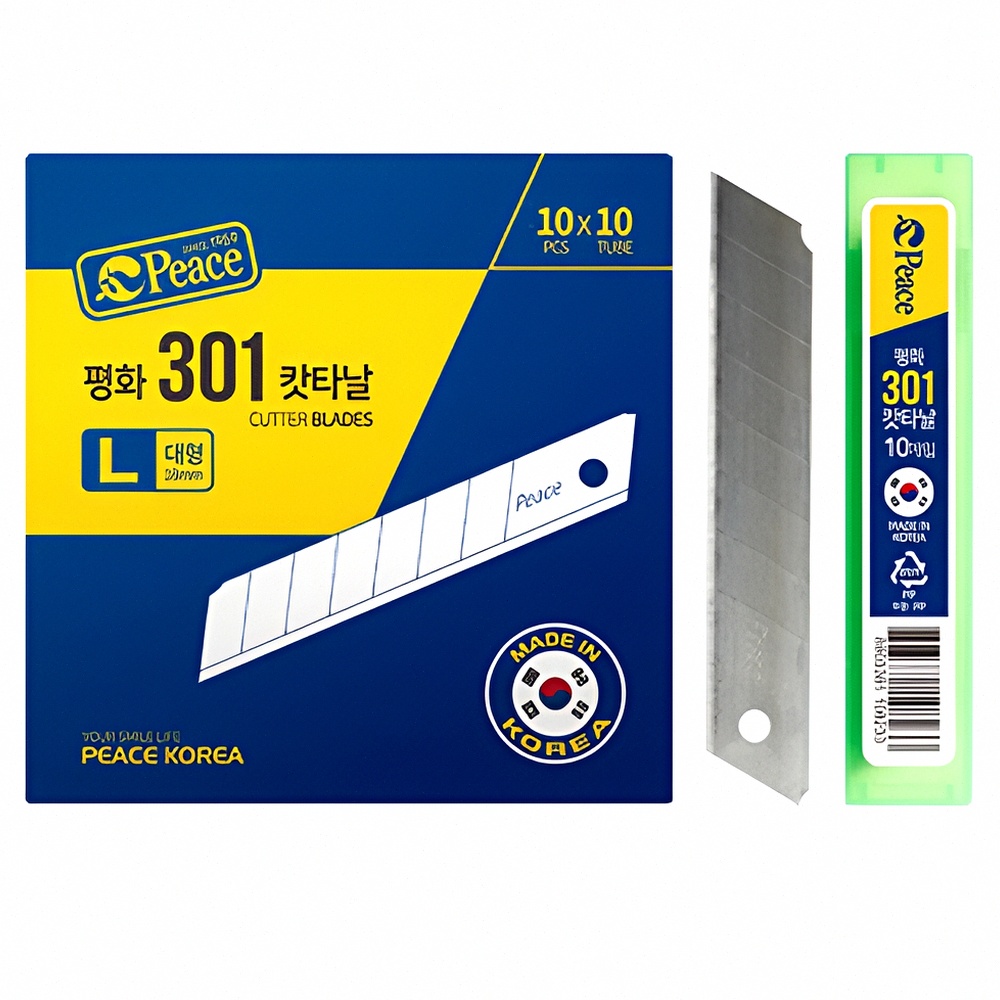 Peace
10 x 10
PCS
평화 301 캇타날
CUTTER BLADES
L 대형
Peace
MADE IN
KOREA
PEACE KOREA
Peace
평화
301
캇타날
MADE IN
KOREA